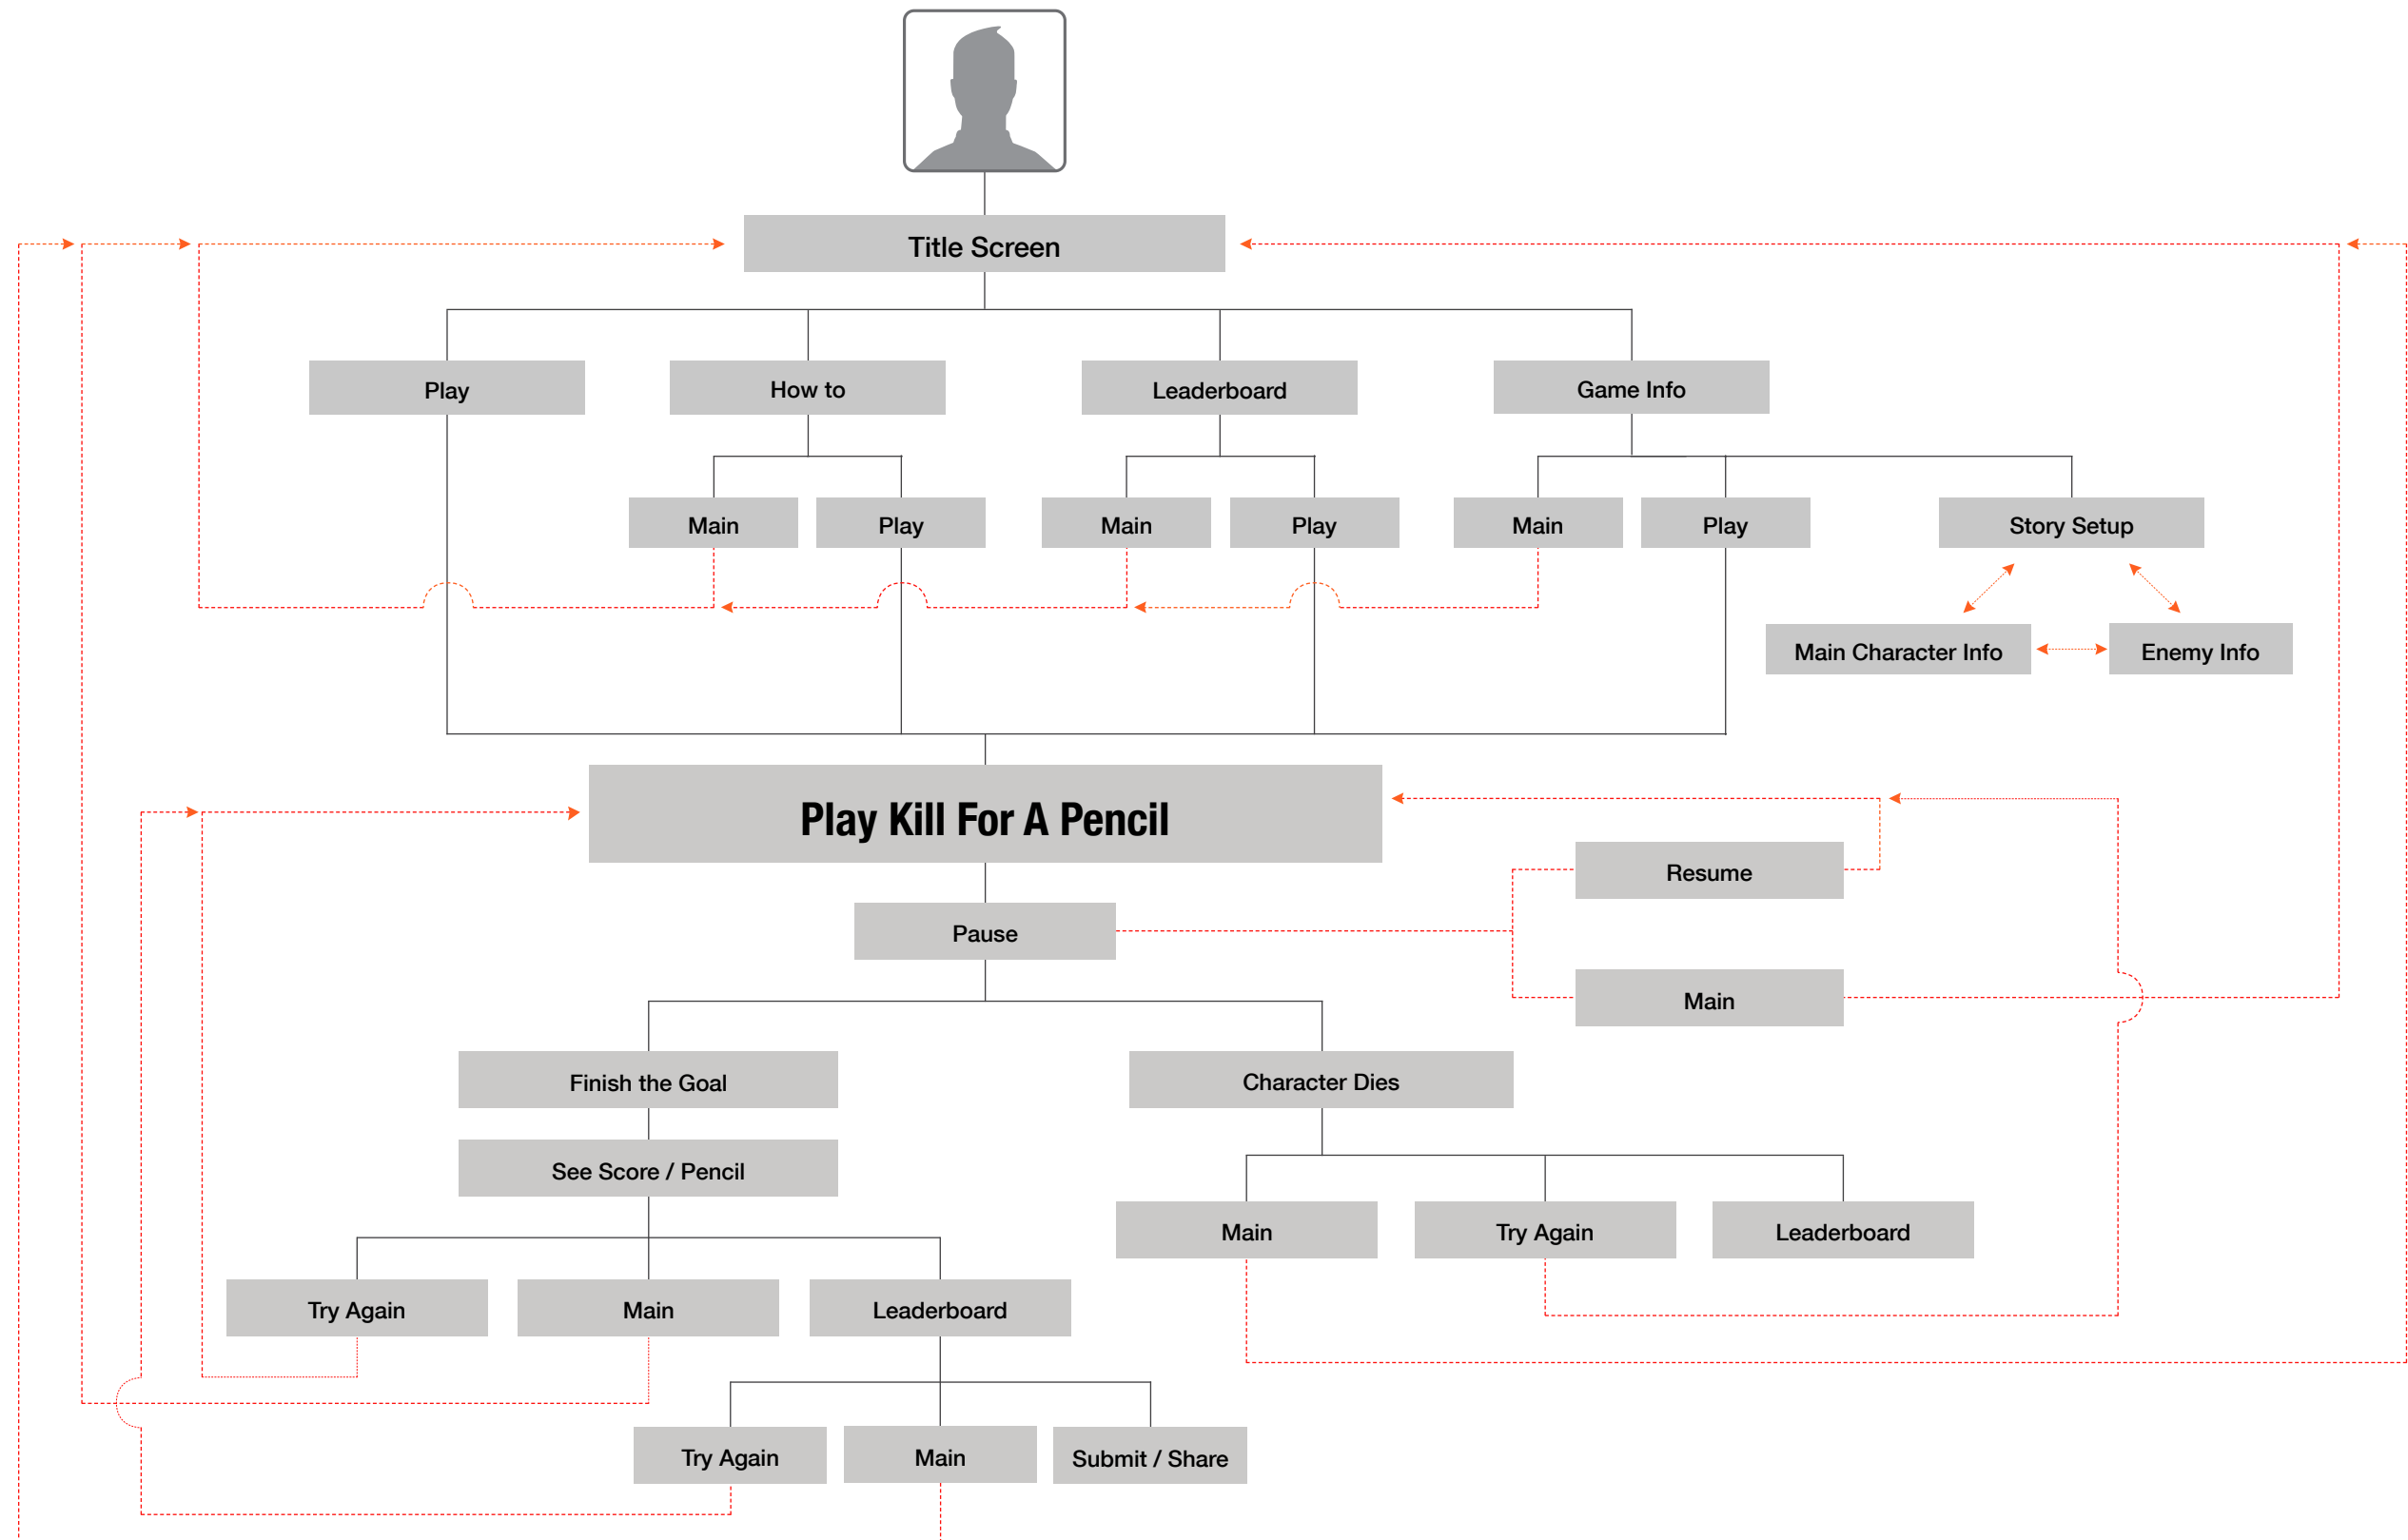 Title Screen
Play
How to
Leaderboard
Game Info
Main
Play
Main
Play
Main
Play
Story Setup
Main Character Info
Enemy Info
Play Kill For A Pencil
Resume
Pause
Main
Finish the Goal
Character Dies
See Score / Pencil
Main
Try Again
Leaderboard
Try Again
Main
Leaderboard
Try Again
Main
Submit / Share